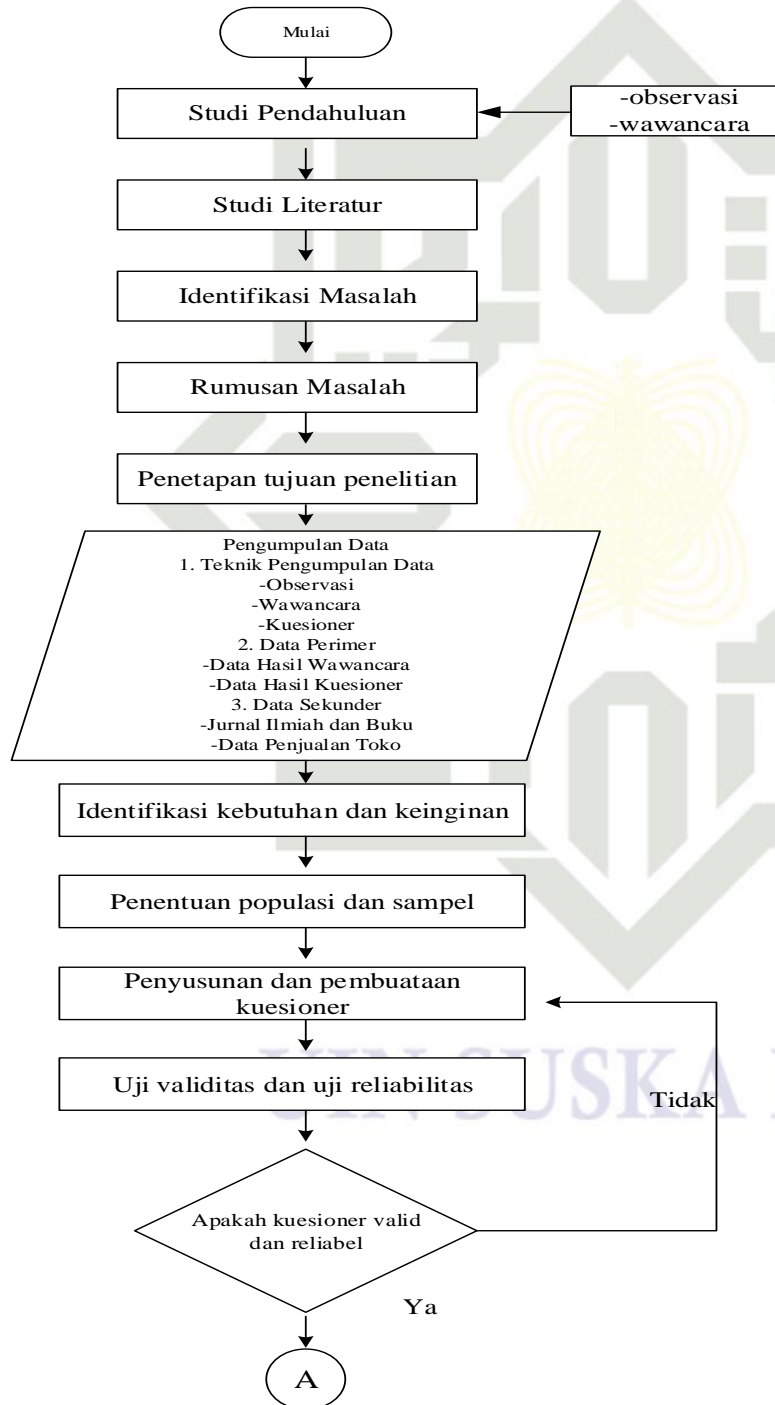 Mulai
Studi Pendahuluan
-observasi
-wawancara
Studi Literatur
Identifikasi Masalah
Rumusan Masalah
Penetapan tujuan penelitian
Pengumpulan Data
1. Teknik Pengumpulan Data
-Observasi
-Wawancara
-Kuesioner
2. Data Perimer
-Data Hasil Wawancara
-Data Hasil Kuesioner
3. Data Sekunder
-Jurnal Ilmiah dan Buku
-Data Penjualan Toko
Identifikasi kebutuhan dan keinginan
Penentuan populasi dan sampel
Penyusunan dan pembuataan
kuesioner
Uji validitas dan uji reliabilitas
UIN SUSKA
Tidak
Apakah kuesioner valid
dan reliabel
Ya
A